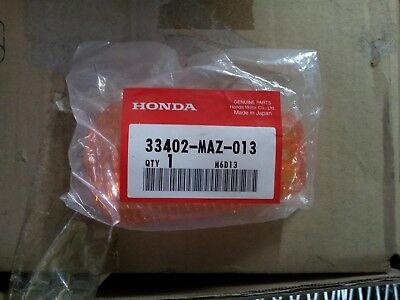 HONDA
GENUINE PARTS
Honda Motor Co., Ltd.
Made in Japan
33402-MAZ-013
QTY 1 M6D13